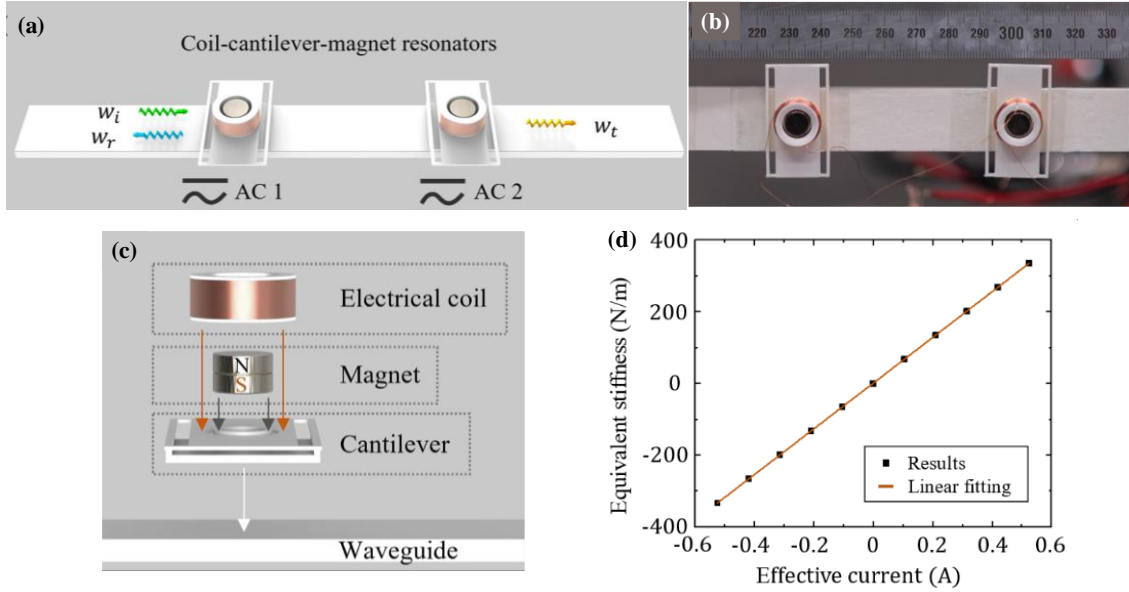 (a)
Coil-cantilever-magnet resonators
w_i
w_r
w_t
AC 1
AC 2
(b)
220 230 240 250 260 270 280 290 300 310 320 330
(c)
Electrical coil
Magnet
N
S
Cantilever
Waveguide
(d)
Equivalent stiffness (N/m)
400
200
0
-200
-400
Results
Linear fitting
-0.6 -0.4 -0.2 0 0.2 0.4 0.6
Effective current (A)